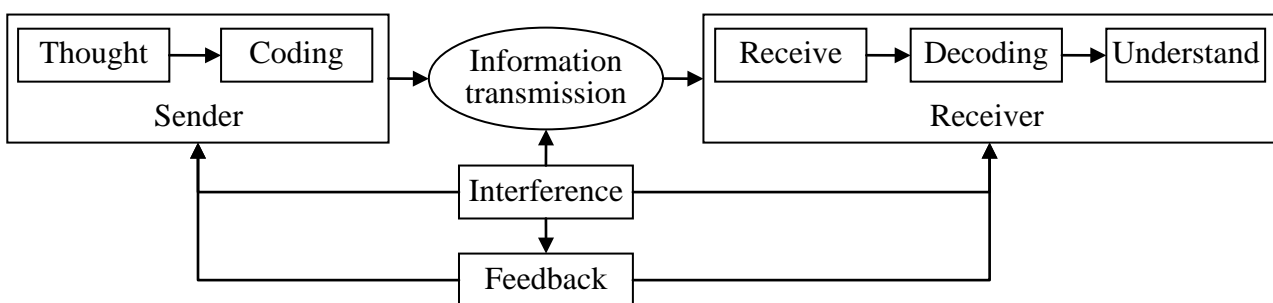 Thought
Coding
Sender
Information
transmission
Receive
Decoding
Understand
Receiver
Interference
Feedback